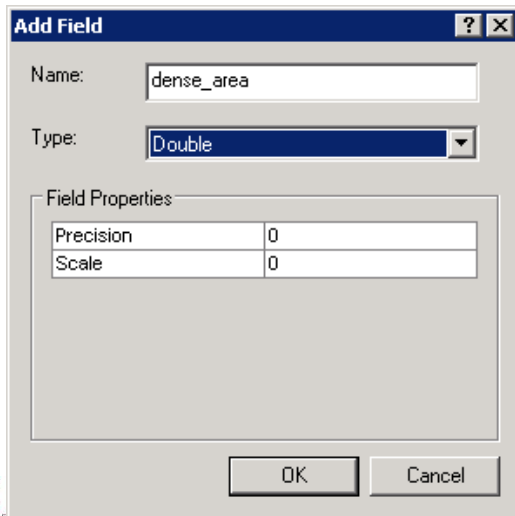 Add Field
Name: dense_area
Type: Double
Field Properties
Precision 0
Scale 0
OK Cancel